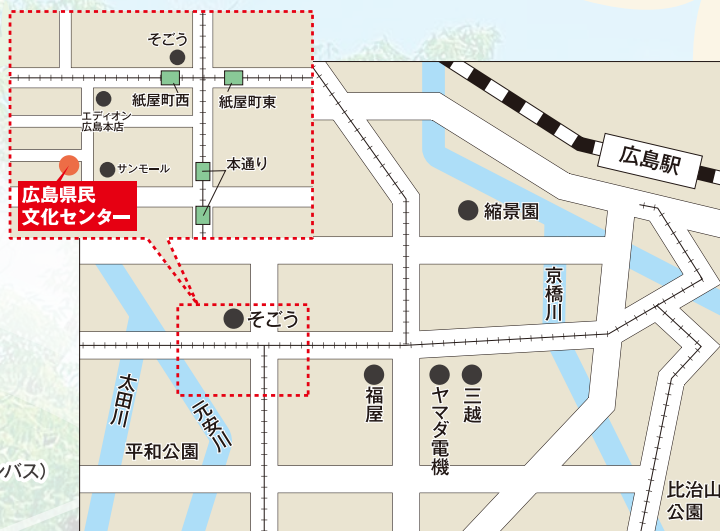 そごう
紙屋町西
紙屋町東
エディオン
広島本店
サンモール
本通り
広島県民
文化センター
広島駅
縮景園
京橋川
そごう
太田川
元安川
平和公園
福屋
ヤマダ電機
三越
ンバス）
比治山
公園